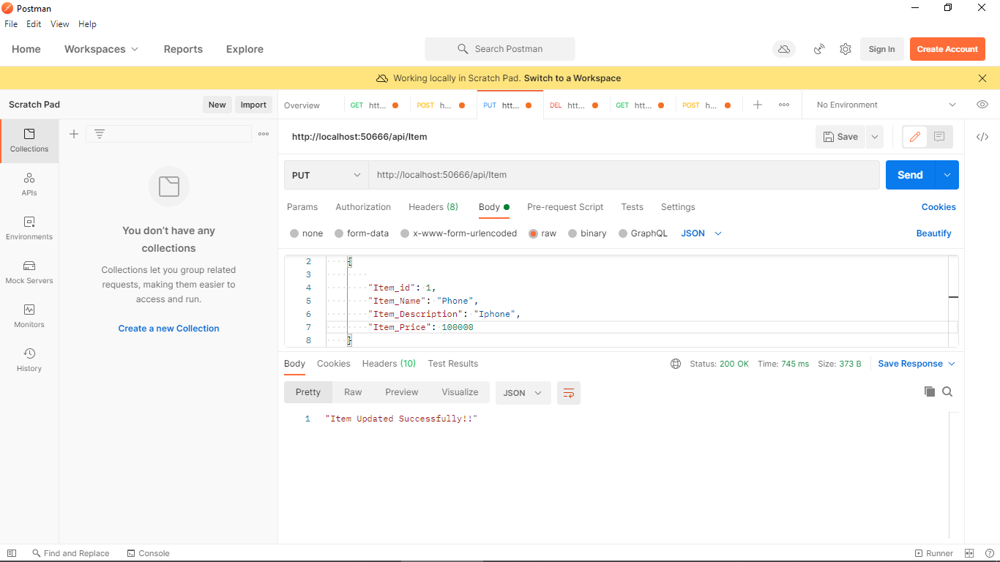 Postman
File Edit View Help
Home Workspaces Reports Explore Search Postman Sign In Create Account
Working locally in Scratch Pad. Switch to a Workspace
Scratch Pad New Import Overview GET htt... POST h... PUT htt... DEL htt... GET htt... POST h... No Environment
http://localhost:50666/api/Item Save
Collections
APIs
Environments
Mock Servers
Monitors
History
You don't have any
collections
Collections let you group related
requests, making them easier to
access and run.
Create a new Collection
PUT http://localhost:50666/api/Item Send
Params Authorization Headers (8) Body Pre-request Script Tests Settings Cookies
none form-data x-www-form-urlencoded raw binary GraphQL JSON Beautify
2 {
3
4 "Item_id": 1,
5 "Item_Name": "Phone",
6 "Item_Description": "Iphone",
7 "Item_Price": 100000
8 }
Body Cookies Headers (10) Test Results Status: 200 OK Time: 745 ms Size: 373 B Save Response
Pretty Raw Preview Visualize JSON
1 "Item Updated Successfully!!"
Find and Replace Console Runner